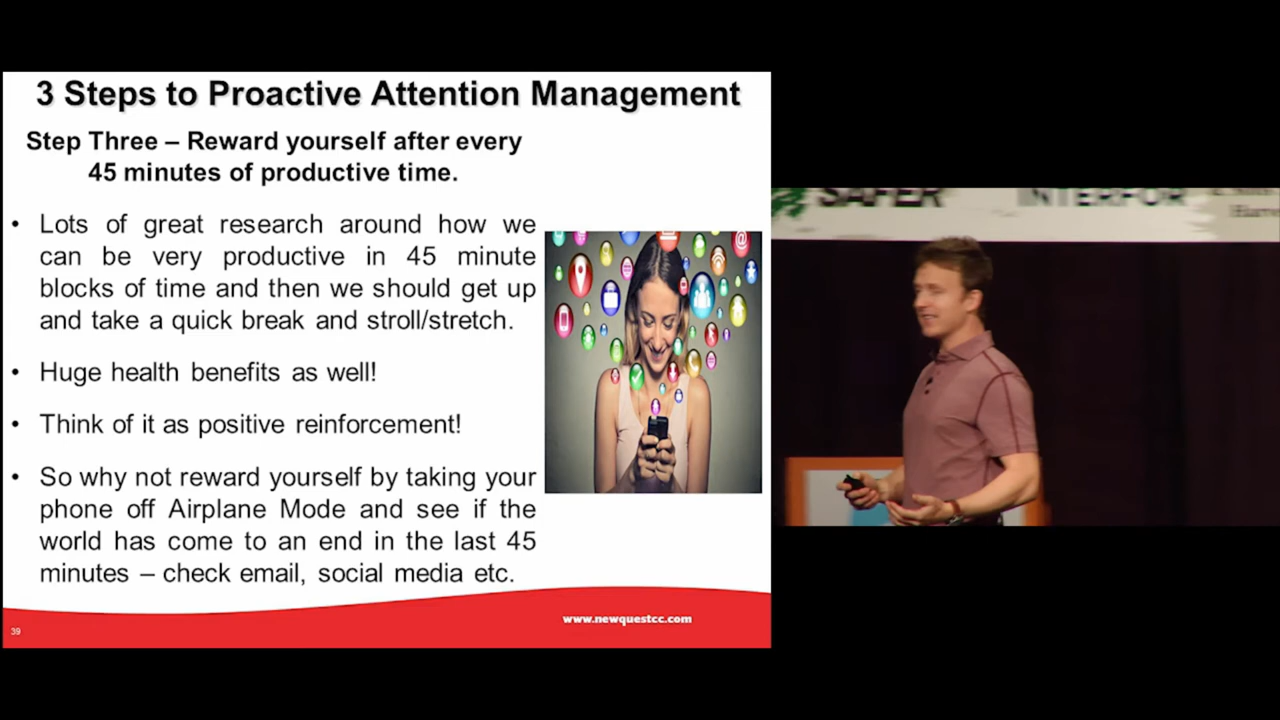 3 Steps to Proactive Attention Management
Step Three – Reward yourself after every
45 minutes of productive time.
• Lots of great research around how we
can be very productive in 45 minute
blocks of time and then we should get up
and take a quick break and stroll/stretch.
• Huge health benefits as well!
• Think of it as positive reinforcement!
• So why not reward yourself by taking your
phone off Airplane Mode and see if the
world has come to an end in the last 45
minutes – check email, social media etc.
www.newquestcc.com
39
SAFER
INTERFOR